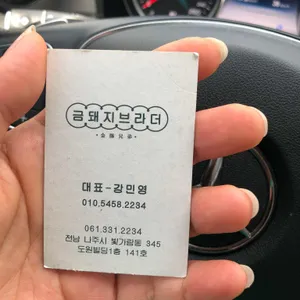 금돼지브라더
·金豚兄弟·
대표-강민영
010.5458.2234
061.331.2234
전남 나주시 빛가람동 345
도원빌딩1층 141호